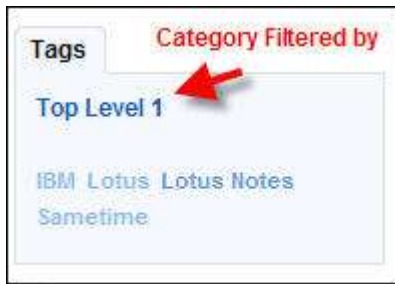 Tags
Category Filtered by
Top Level 1
IBM Lotus Lotus Notes
Sametime